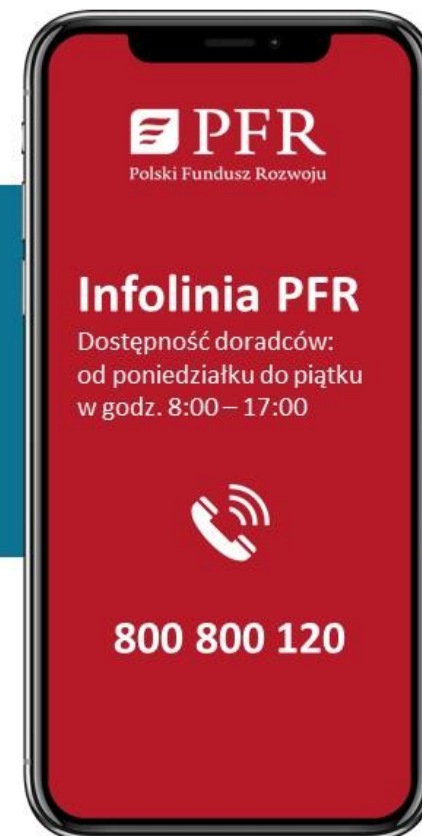 PFR
Polski Fundusz Rozwoju
Infolinia PFR
Dostępność doradców:
od poniedziałku do piątku
w godz. 8:00 – 17:00
800 800 120